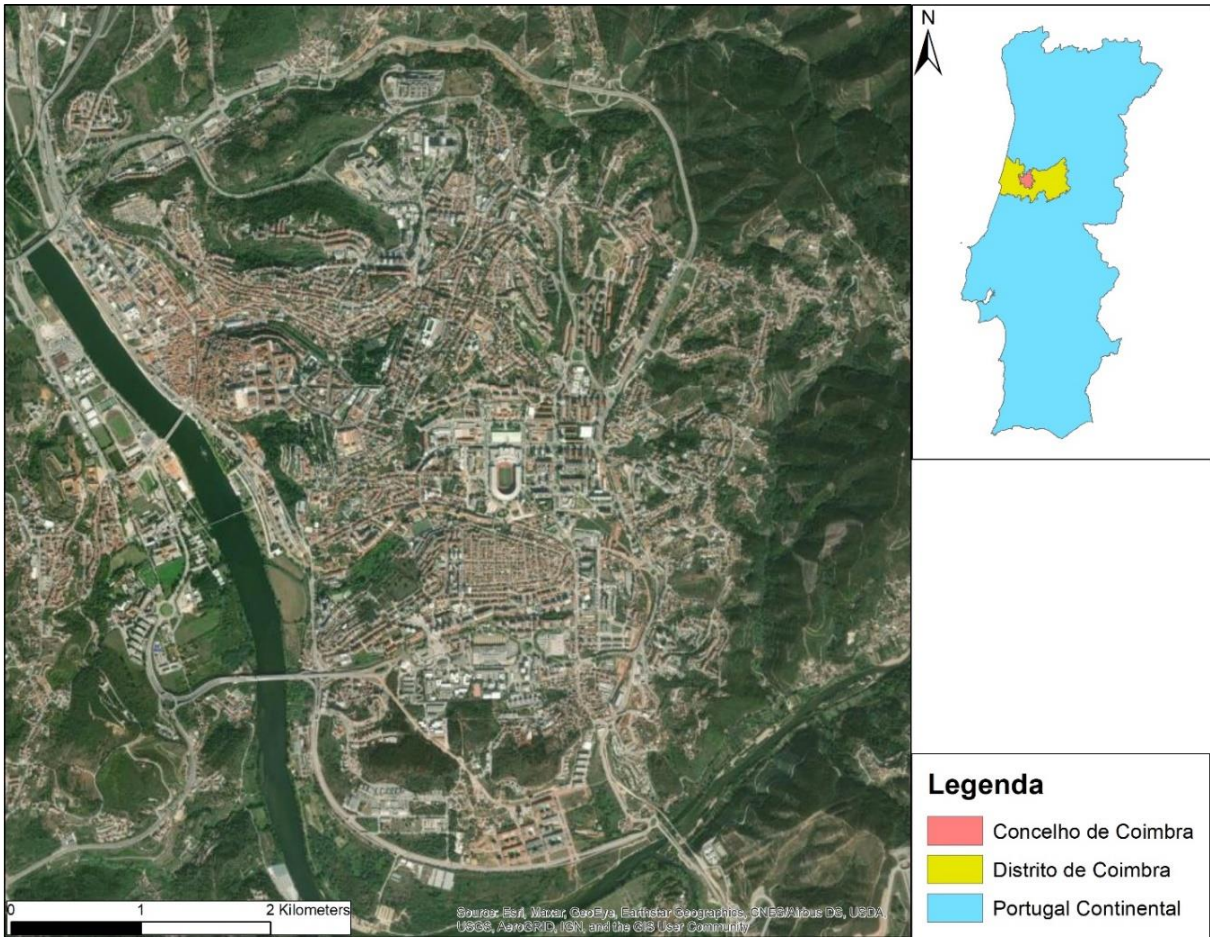 N
Legenda
Concelho de Coimbra
Distrito de Coimbra
Portugal Continental
0 1 2 Kilometers
Source: Esri, Maxar, GeoEye, Earthstar Geographics, CNES/Airbus DS, USDA,
USGS, AeroGRID, IGN, and the GIS User Community